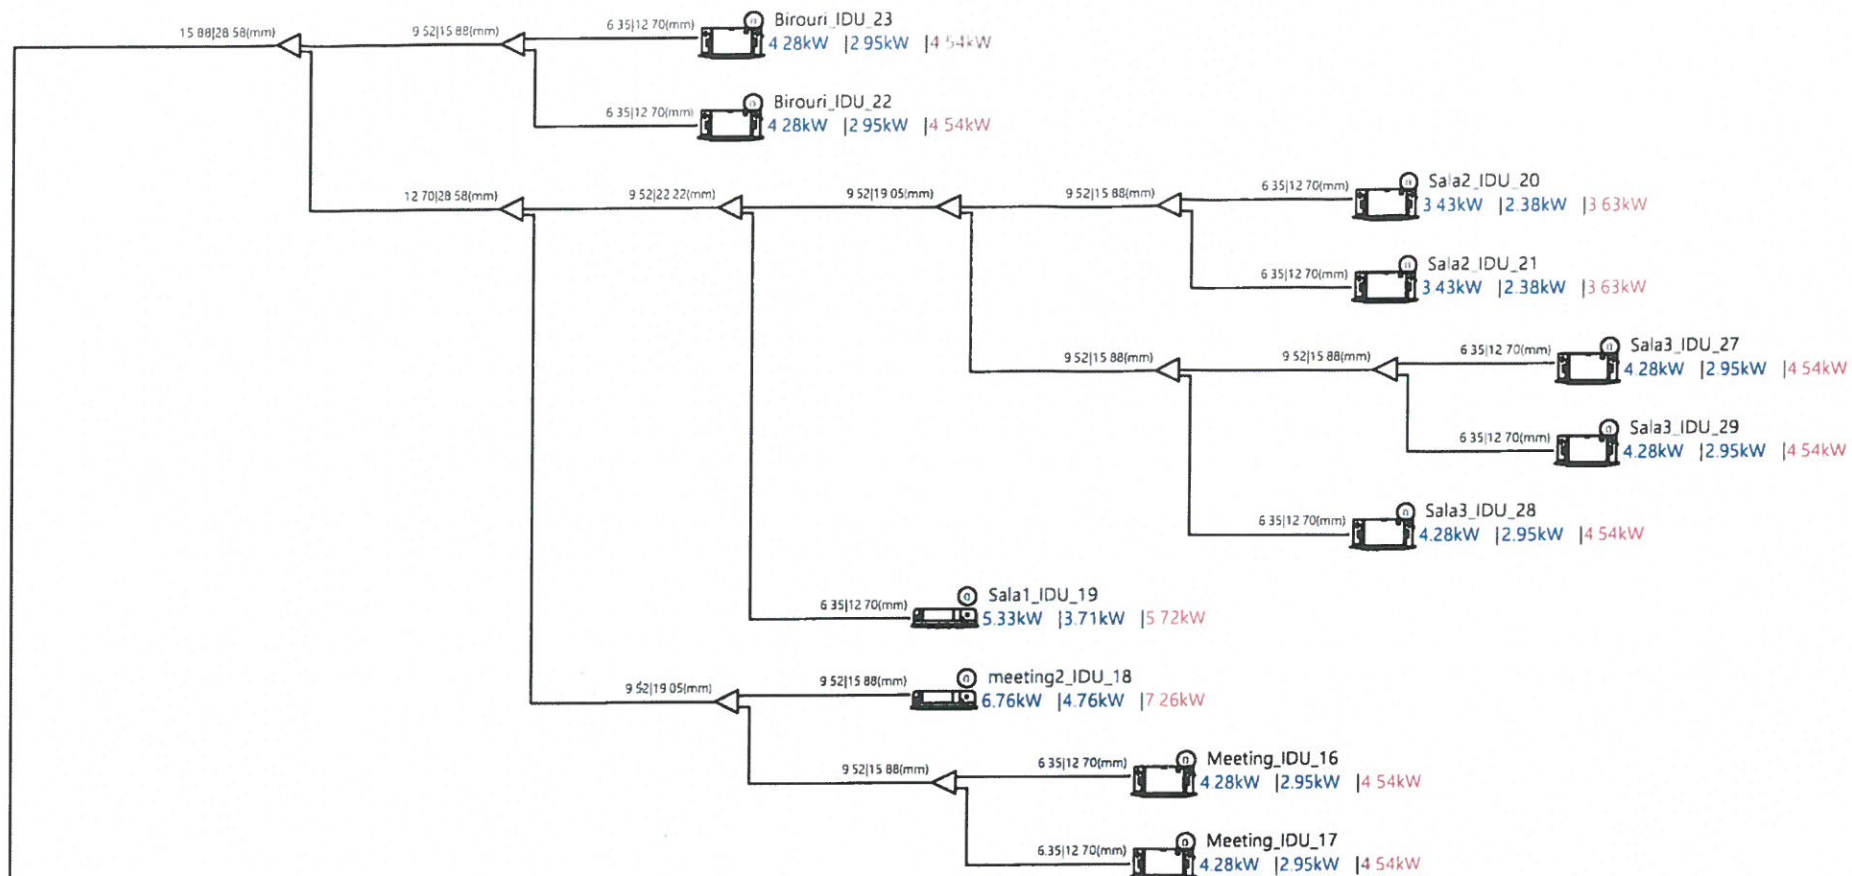 Birouri_IDU_23
15 88|28 58(mm)
9 52|15 88(mm)
6 35|12 70(mm)
4 28kW |2 95kW |4 54kW
Birouri_IDU_22
6 35|12 70(mm)
4 28kW |2 95kW |4 54kW
Sala2_IDU_20
12 70|28 58(mm)
9 52|22 22(mm)
9 52|19 05(mm)
9 52|15 88(mm)
6 35|12 70(mm)
3 43kW |2.38kW |3 63kW
Sala2_IDU_21
6 35|12 70(mm)
3 43kW |2.38kW |3 63kW
Sala3_IDU_27
9 52|15 88(mm)
9 52|15 88(mm)
6 35|12 70(mm)
4.28kW |2.95kW |4 54kW
Sala3_IDU_29
6 35|12 70(mm)
4.28kW |2.95kW |4 54kW
Sala3_IDU_28
6 35|12 70(mm)
4.28kW |2.95kW |4 54kW
Sala1_IDU_19
6 35|12 70(mm)
5.33kW |3.71kW |5 72kW
meeting2_IDU_18
9 52|19 05(mm)
9 52|15 88(mm)
6.76kW |4.76kW |7 26kW
Meeting_IDU_16
9 52|15 88(mm)
6 35|12 70(mm)
4.28kW |2.95kW |4 54kW
Meeting_IDU_17
6.35|12 70(mm)
4.28kW |2.95kW |4 54kW